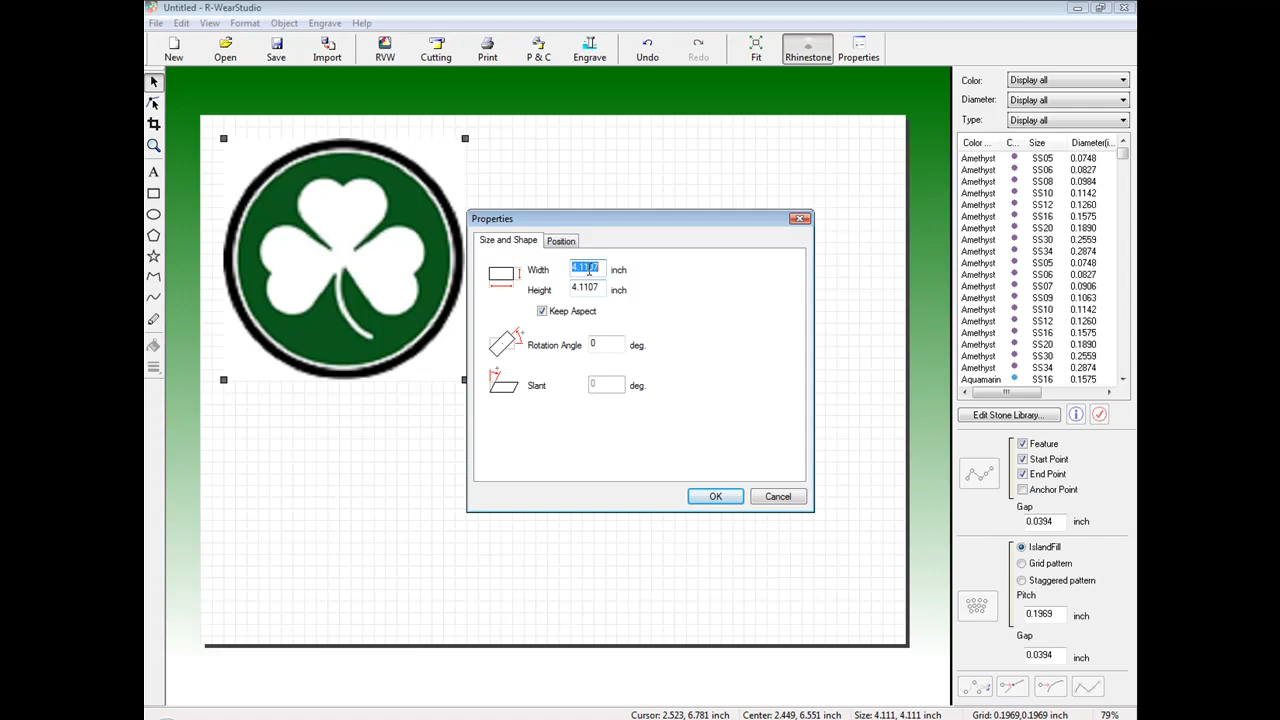 Untitled - R-WearStudio
File Edit View Format Object Engrave Help
New Open Save Import RVW Cutting Print P & C Engrave Undo Redo Fit Rhinestone Properties
Color: Display all
Diameter: Display all
Type: Display all
Color ... C... Size Diameter(i...
Amethyst SS05 0.0748
Amethyst SS06 0.0827
Amethyst SS08 0.0984
Amethyst SS10 0.1142
Amethyst SS12 0.1260
Amethyst SS16 0.1575
Amethyst SS20 0.1890
Amethyst SS30 0.2559
Amethyst SS34 0.2874
Amethyst SS05 0.0748
Amethyst SS06 0.0827
Amethyst SS07 0.0906
Amethyst SS09 0.1063
Amethyst SS10 0.1142
Amethyst SS12 0.1260
Amethyst SS16 0.1575
Amethyst SS20 0.1890
Amethyst SS30 0.2559
Amethyst SS34 0.2874
Aquamarin SS16 0.1575
Edit Stone Library...
Feature
Start Point
End Point
Anchor Point
Gap
0.0394 inch
IslandFill
Grid pattern
Staggered pattern
Pitch
0.1969 inch
Gap
0.0394 inch
Properties
Size and Shape Position
Width 4.1107 inch
Height 4.1107 inch
Keep Aspect
Rotation Angle 0 deg.
Slant 0 deg.
OK Cancel
Cursor: 2.523, 6.781 inch Center: 2.449, 6.551 inch Size: 4.111, 4.111 inch Grid: 0.1969,0.1969 inch 79%